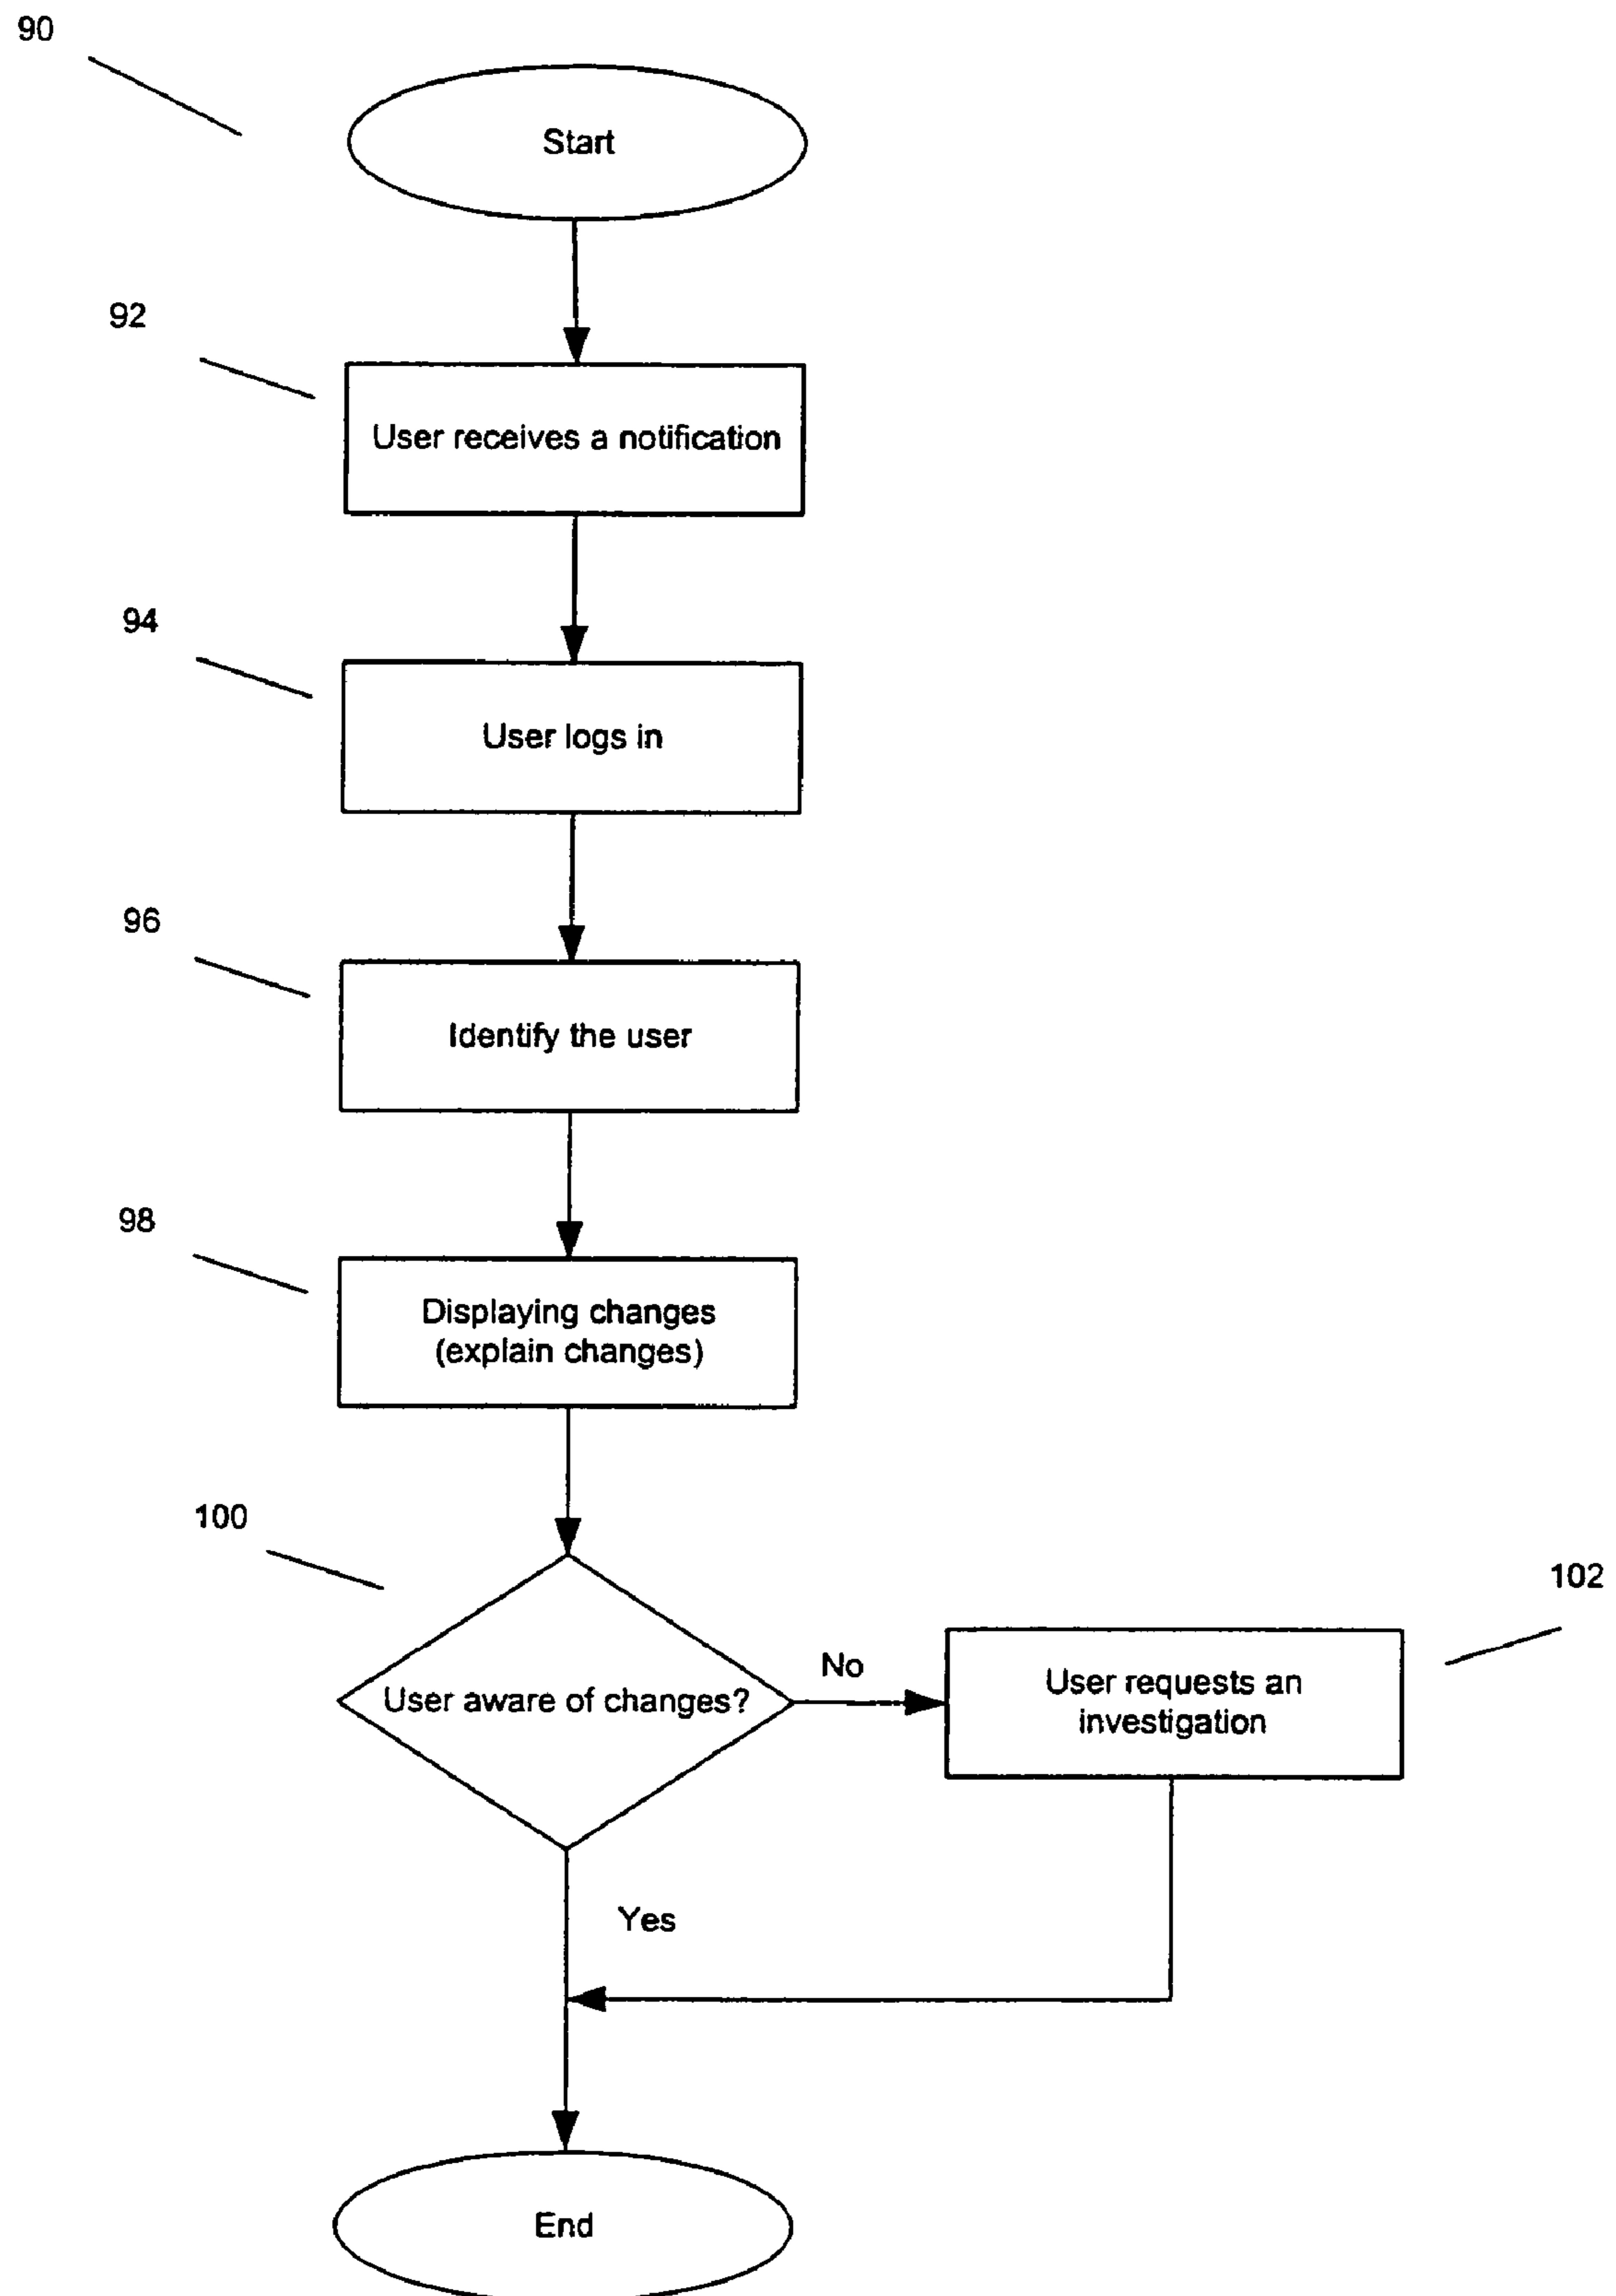 90
Start
92
User receives a notification
94
User logs in
96
Identify the user
98
Displaying changes
(explain changes)
100
User aware of changes?
No
102
User requests an
investigation
Yes
End